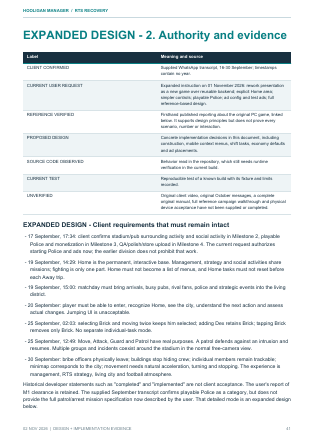 HOOLIGAN MANAGER / RTS RECOVERY
EXPANDED DESIGN - 2. Authority and evidence
Label
Meaning and source
CLIENT CONFIRMED
Supplied WhatsApp transcript, 16-30 September; timestamps
contain no year.
CURRENT USER REQUEST
Expanded instruction on 01 November 2025: rework presentation
as a new game over reusable backend; explicit Home area;
simple controls, playable Police, ad config and test ads, full
reference-based design.
REFERENCE VERIFIED
Firsthand published reporting about the original PC game, linked
below. It supports design principles but does not prove every
scenario, number or interaction.
PROPOSED DESIGN
Concrete implementation decisions in this document, including
construction, mobile context menus, shift tasks, economy defaults
and ad placements.
SOURCE CODE OBSERVED
Behavior read in the repository, which still needs runtime
verification in the current build.
CURRENT TEST
Reproducible test of a known build with its fixture and limits
recorded.
UNVERIFIED
Original client video, original October messages, a complete
original manual, full reference campaign walkthrough and physical
device acceptance have not been supplied or completed.
EXPANDED DESIGN - Client requirements that must remain intact
- 17 September, 17:34: client confirms stadium/pub surrounding activity and social activity in Milestone 2, playable
Police and monetization in Milestone 3, QA/polish/store upload in Milestone 4. The current request authorizes
starting Police and ads now; the earlier division does not prohibit that work.
- 19 September, 14:29: Home is the permanent, interactive base. Management, strategy and social activities share
missions; fighting is only one part. Home must not become a list of menus, and Home tasks must not reset before
each Away trip.
- 19 September, 15:00: matchday must bring arrivals, busy pubs, rival fans, police and strategic events into the living
district.
- 20 September: player must be able to enter, recognize Home, see the city, understand the next action and assess
actual changes. Jumping UI is unacceptable.
- 25 September, 02:03: selecting Brick and moving twice keeps him selected; adding Dex retains Brick; tapping Brick
removes only Brick. No separate individual-task model.
- 25 September, 12:49: Move, Attack, Guard and Patrol have real purposes. A patrol defends against an intrusion and
resumes. Multiple groups and incidents coexist around the stadium in the normal free-camera view.
- 30 September: bribe officers physically leave; buildings stop hiding crew; individual members remain trackable;
minimap corresponds to the city; movement needs natural acceleration, turning and stopping. The experience is
management, RTS strategy, living city and football atmosphere.
Historical developer statements such as "completed" and "implemented" are not client acceptance. The user's report of
M1 clearance is retained. The supplied September transcript confirms playable Police as a category, but does not
provide the full patrol/arrest mission specification now described by the user. That detailed mode is an expanded design
below.
02 NOV 2025 | DESIGN + IMPLEMENTATION EVIDENCE
41